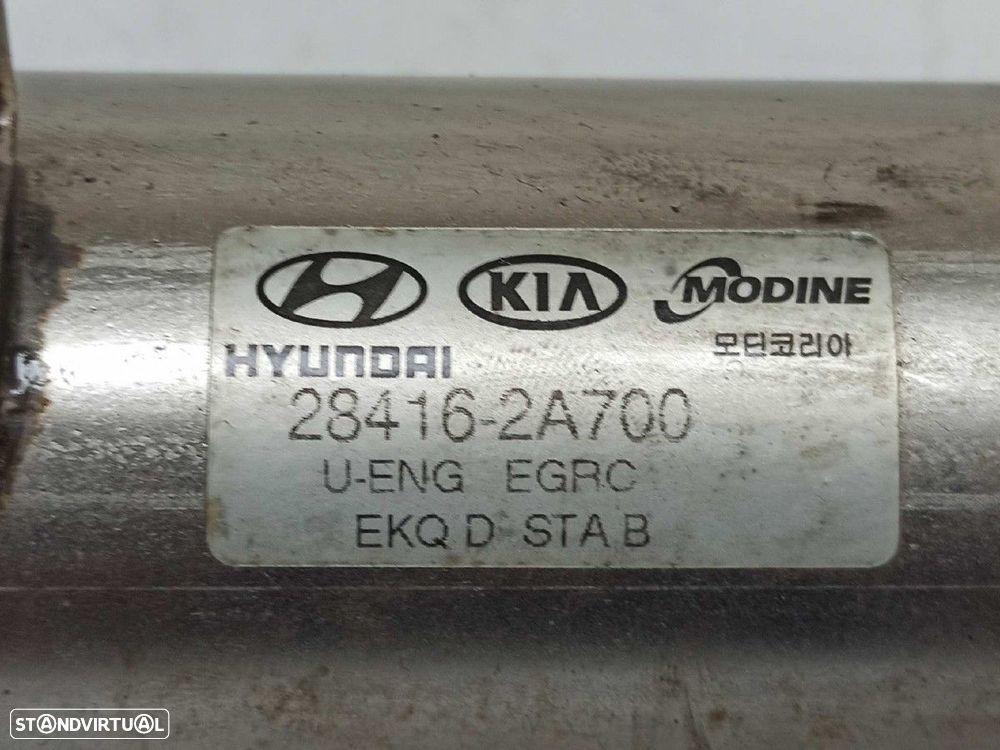 KIA MODINE
HYUNDAI 모딘코리아
28416-2A700
U-ENG EGRC
EKQ D STA B
STANDVIRTUAL